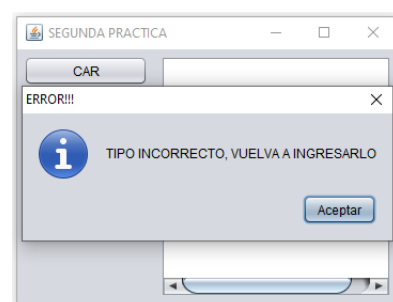 SEGUNDA PRACTICA
CAR
ERROR!!!
TIPO INCORRECTO, VUELVA A INGRESARLO
Aceptar